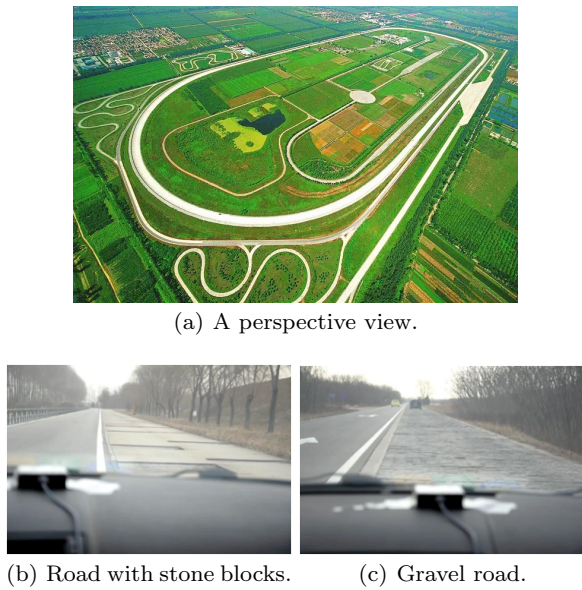 (a) A perspective view.
(b) Road with stone blocks.
(c) Gravel road.